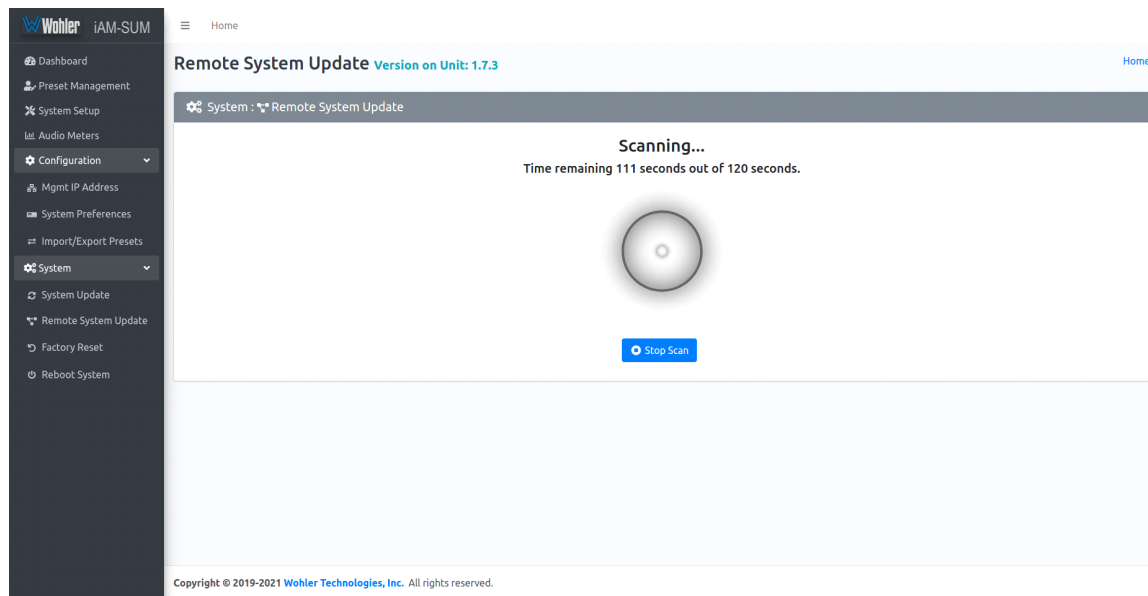 Wohler iAM-SUM
Home
Dashboard
Preset Management
System Setup
Audio Meters
Configuration
Mgmt IP Address
System Preferences
Import/Export Presets
System
System Update
Remote System Update
Factory Reset
Reboot System
Remote System Update Version on Unit: 1.7.3
Home
System : Remote System Update
Scanning...
Time remaining 111 seconds out of 120 seconds.
Stop Scan
Copyright © 2019-2021 Wohler Technologies, Inc. All rights reserved.